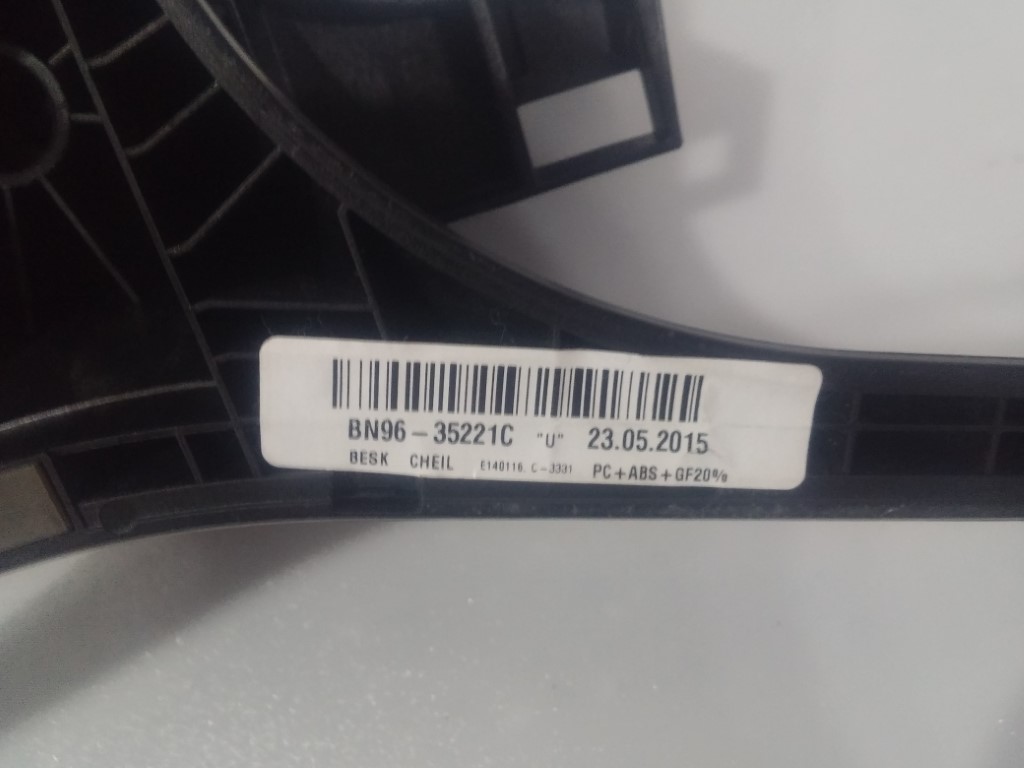 BN96-35221C "U" 23.05.2015
BESK CHEIL E140116. C-3331 PC+ABS+GF20%